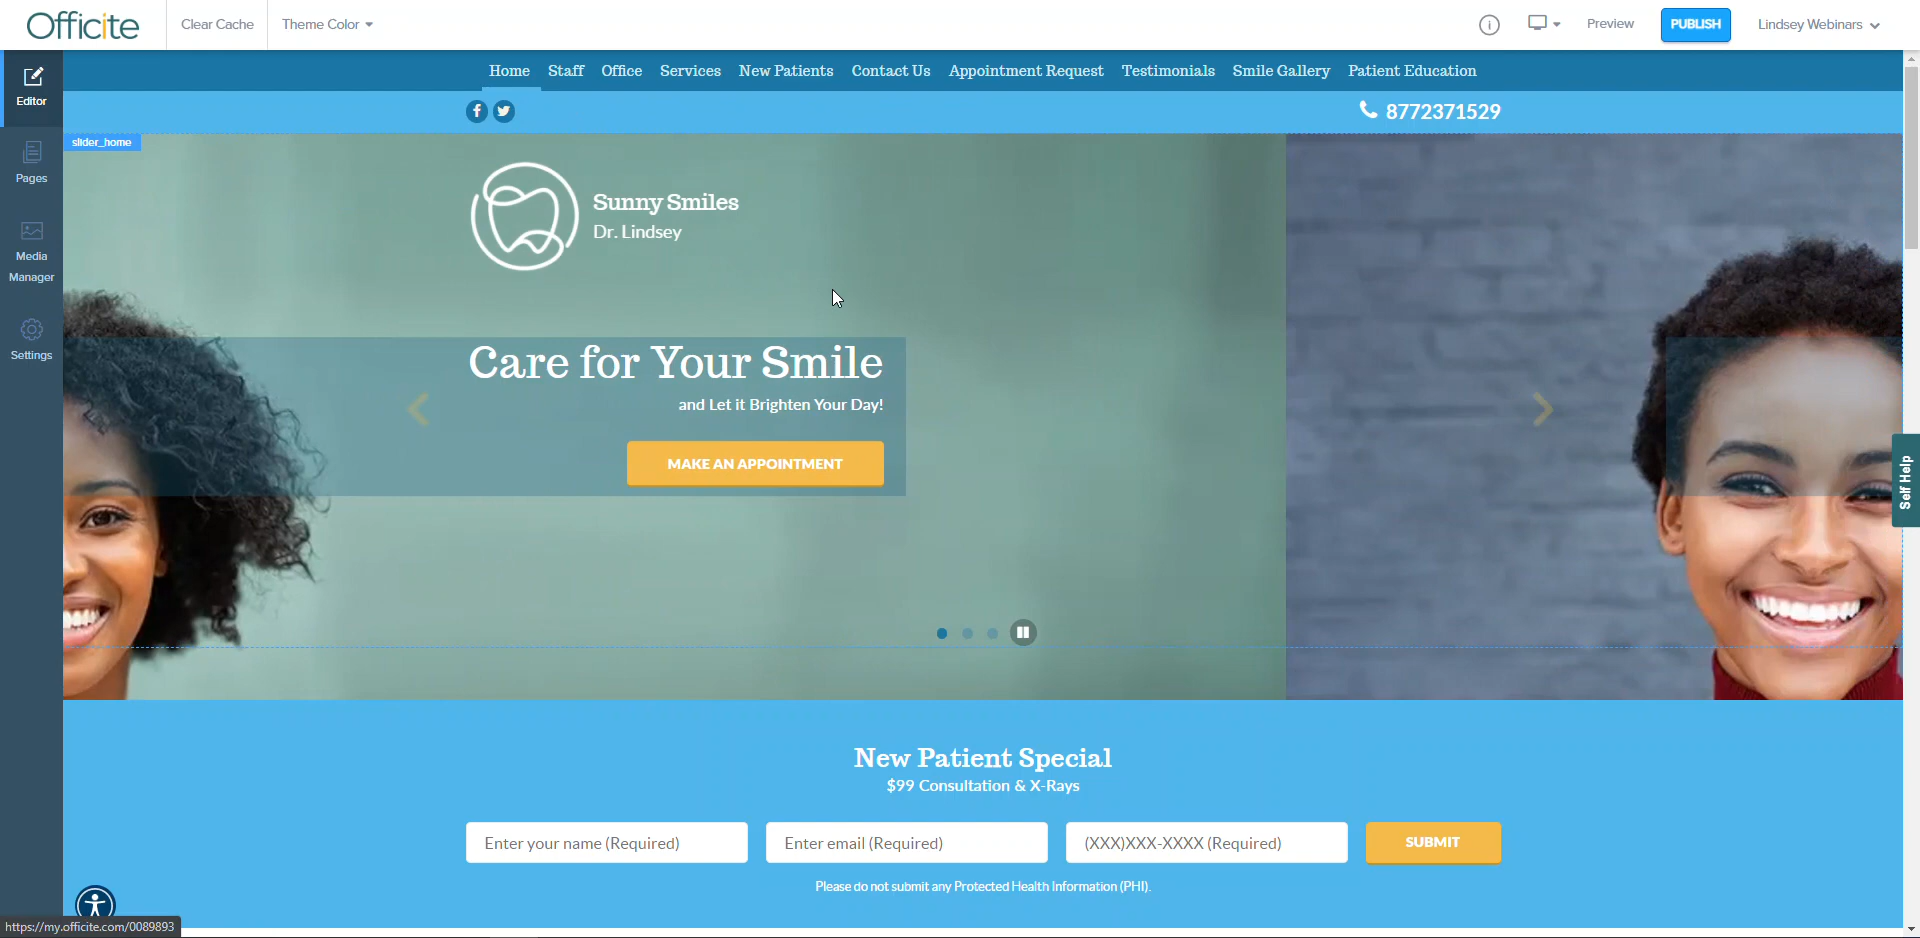 Officite
Clear Cache
Theme Color
Preview
PUBLISH
Lindsey Webinars
Editor
Pages
Media
Manager
Settings
Home Staff Office Services New Patients Contact Us Appointment Request Testimonials Smile Gallery Patient Education
8772371529
slider_home
Sunny Smiles
Dr. Lindsey
Care for Your Smile
and Let it Brighten Your Day!
MAKE AN APPOINTMENT
Self Help
New Patient Special
$99 Consultation & X-Rays
Enter your name (Required)
Enter email (Required)
(XXX)XXX-XXXX (Required)
SUBMIT
Please do not submit any Protected Health Information (PHI).
https://my.officite.com/0089893